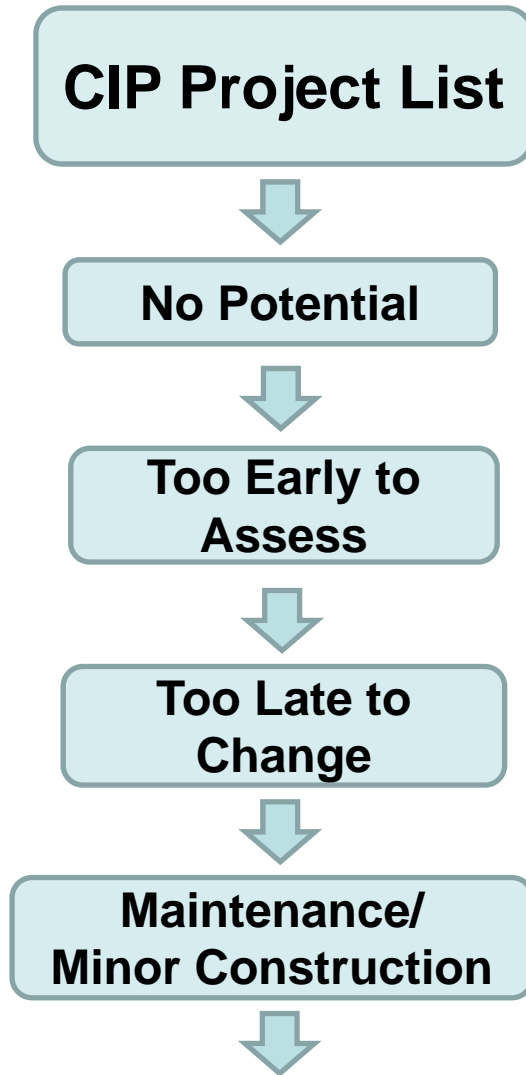 CIP Project List
No Potential
Too Early to
Assess
Too Late to
Change
Maintenance/
Minor Construction